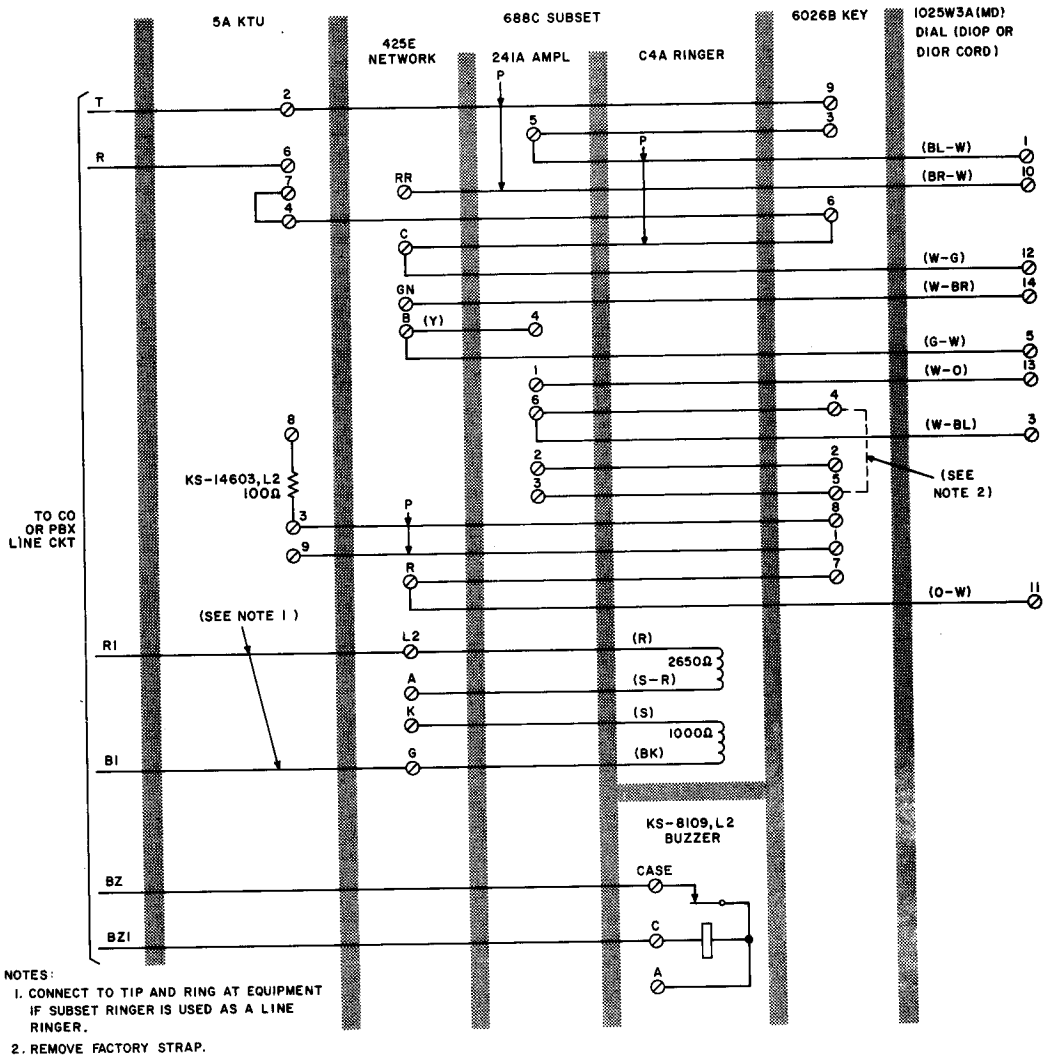 5A KTU
688C SUBSET
6026B KEY
1025W3A(MD)
DIAL (DIOP OR
DIOR CORD)
425E
NETWORK
241A AMPL
C4A RINGER
P
T
2
9
5
3
P
(BL-W)
1
R
6
7
RR
(BR-W)
10
4
6
C
(W-G)
12
GN
(W-BR)
14
B
(Y)
4
(G-W)
5
1
(W-O)
13
6
4
(W-BL)
3
8
2
2
KS-14603,L2
100Ω
3
5
(SEE
NOTE 2)
TO CO
OR PBX
LINE CKT
3
P
8
9
1
R
7
(O-W)
11
(SEE NOTE 1)
R1
L2
(R)
2650Ω
A
(S-R)
K
(S)
1000Ω
B1
G
(BK)
KS-8109,L2
BUZZER
BZ
CASE
BZ1
C
A
NOTES:
1. CONNECT TO TIP AND RING AT EQUIPMENT
IF SUBSET RINGER IS USED AS A LINE
RINGER.
2. REMOVE FACTORY STRAP.